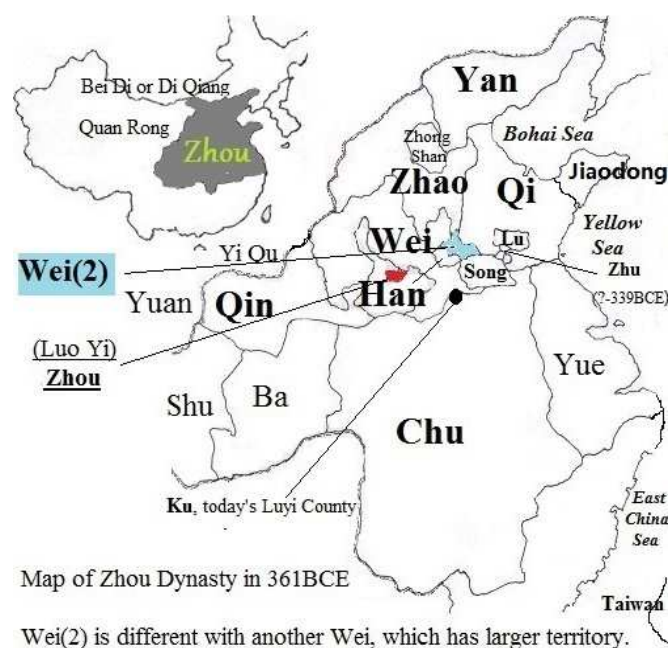 Bei Di or Di Qiang
Quan Rong
Zhou
Yan
Zhong
Shan
Bohai Sea
Zhao
Qi
Jiaodong
Yellow
Sea
Wei
Lu
Yi Qu
Wei(2)
Song
Zhu
(?-339BCE)
Yuan
Qin
Han
(Luo Yi)
Zhou
Shu
Ba
Yue
Chu
Ku, today's Luyi County
East
China
Sea
Map of Zhou Dynasty in 361BCE
Taiwan
Wei(2) is different with another Wei, which has larger territory.